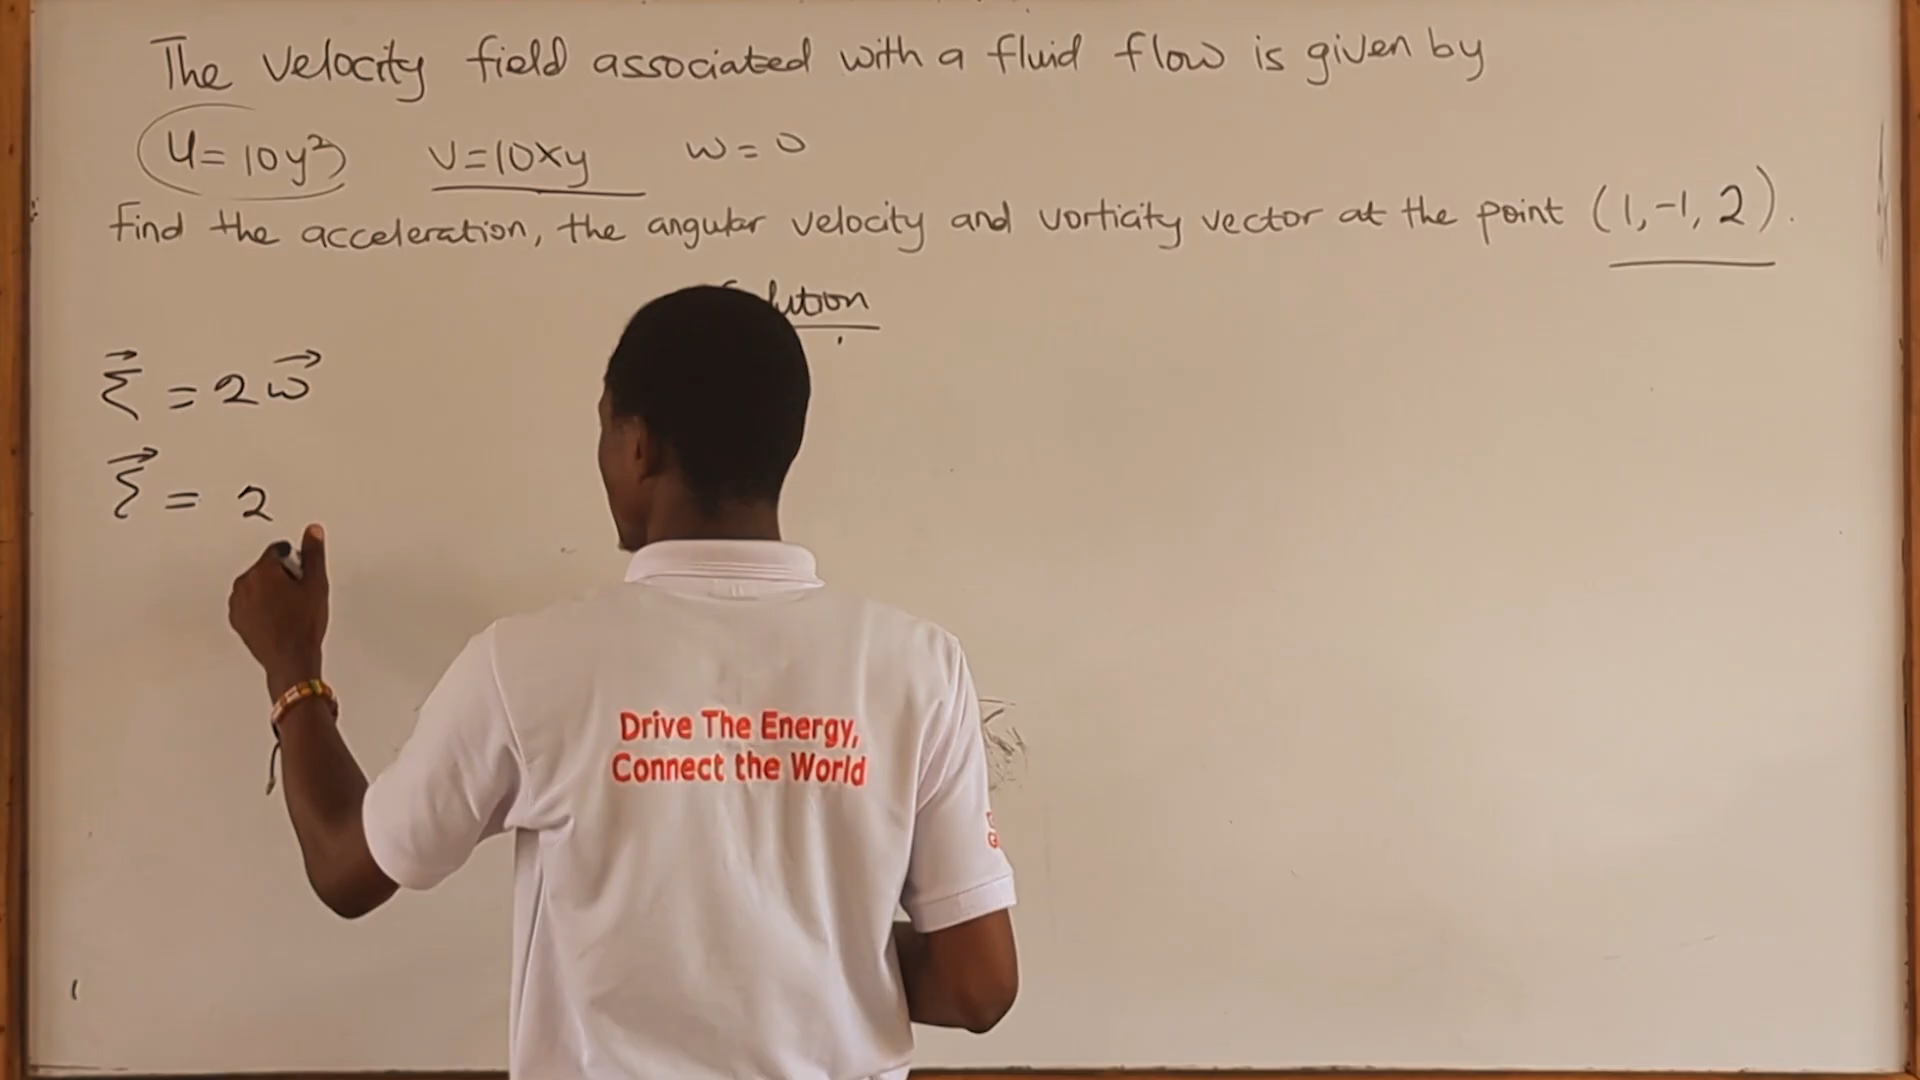 The velocity field associated with a fluid flow is given by
u = 10y² v = 10xy w = 0
find the acceleration, the angular velocity and vorticity vector at the point (1, -1, 2).
ξ⃗ = 2ω⃗
ξ⃗ = 2
Drive The Energy,
Connect the World